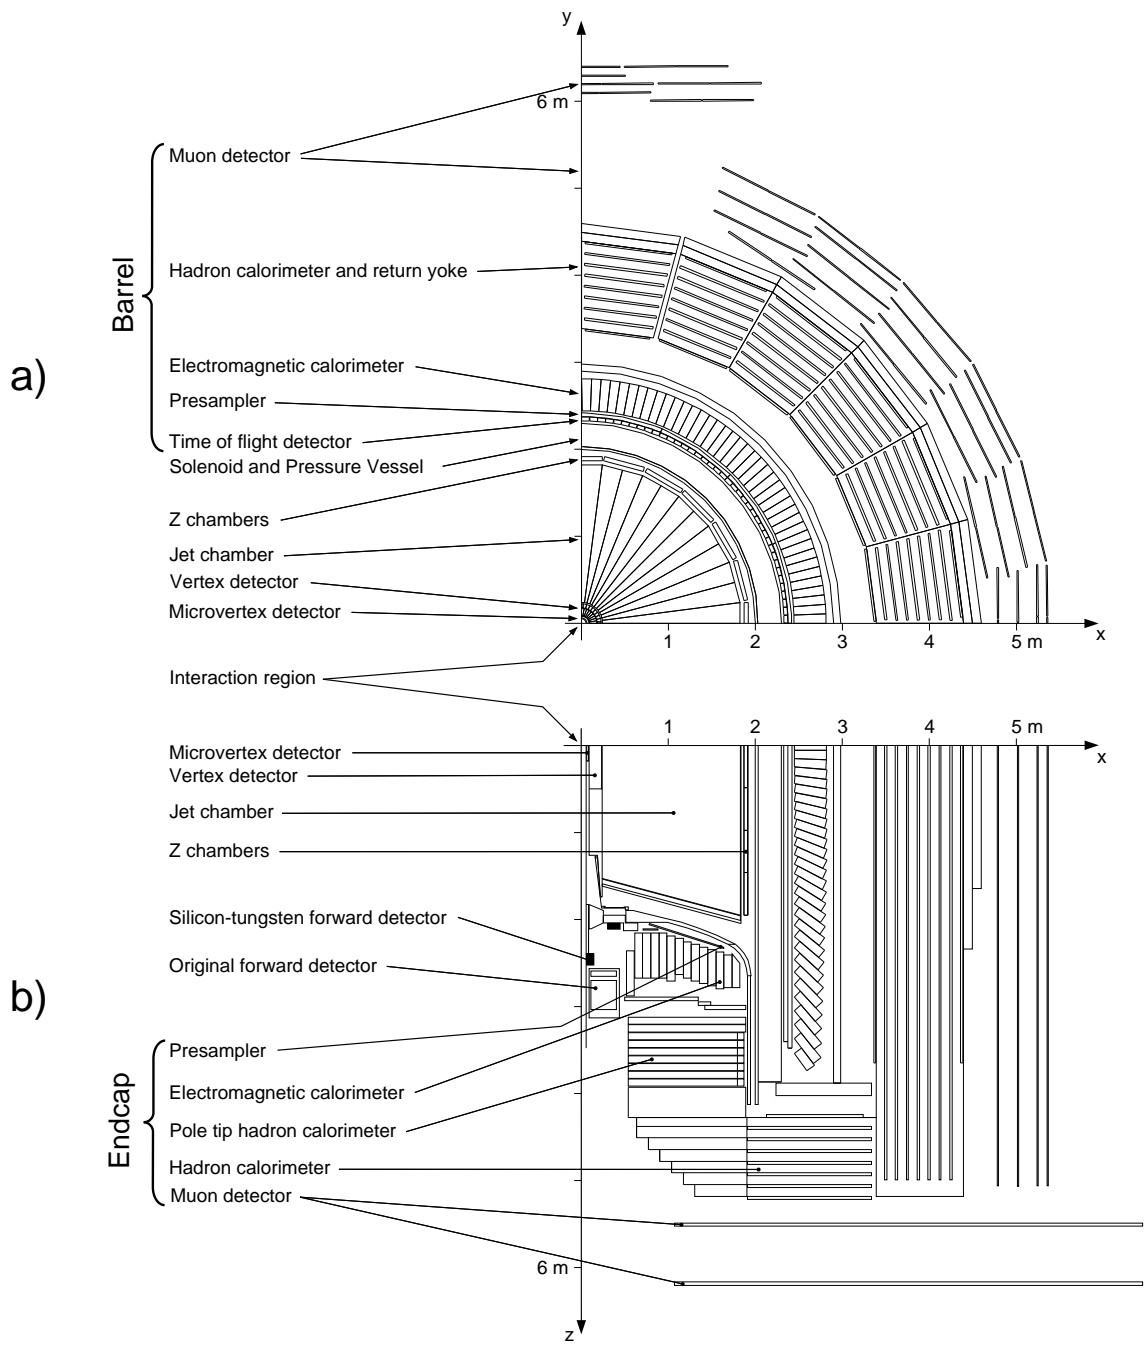 y
6 m
Muon detector
Hadron calorimeter and return yoke
Barrel
a)
Electromagnetic calorimeter
Presampler
Time of flight detector
Solenoid and Pressure Vessel
Z chambers
Jet chamber
Vertex detector
Microvertex detector
1 2 3 4 5 m
x
Interaction region
1 2 3 4 5 m
x
Microvertex detector
Vertex detector
Jet chamber
Z chambers
Silicon-tungsten forward detector
Original forward detector
b)
Endcap
Presampler
Electromagnetic calorimeter
Pole tip hadron calorimeter
Hadron calorimeter
Muon detector
6 m
z